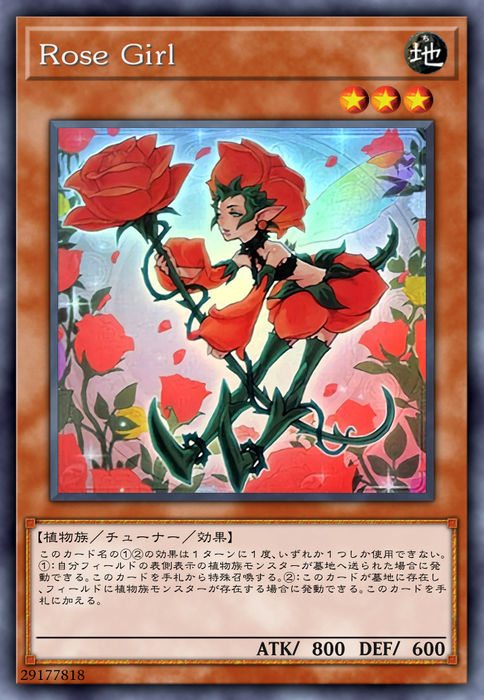 Rose Girl
ち
地
【植物族／チューナー／効果】
このカード名の①②の効果は１ターンに１度、いずれか１つしか使用できない。
①：自分フィールドの表側表示の植物族モンスターが墓地へ送られた場合に発
動できる。このカードを手札から特殊召喚する。②：このカードが墓地に存在し、
フィールドに植物族モンスターが存在する場合に発動できる。このカードを手
札に加える。
ATK/ 800 DEF/ 600
29177818